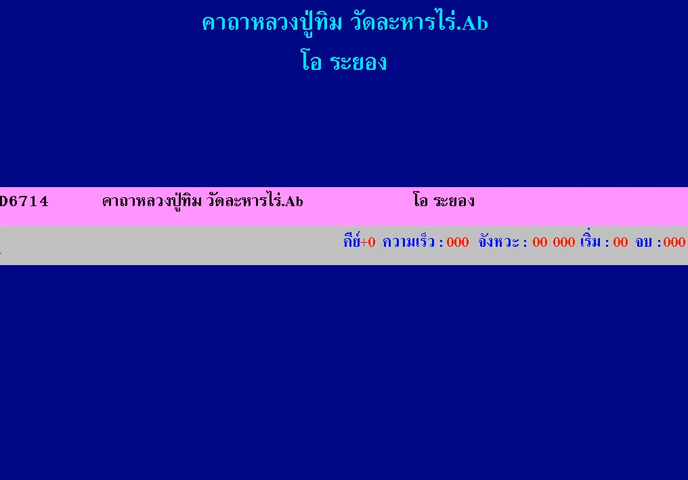 คาถาหลวงปู่ทิม วัดละหารไร่.Ab
โอ ระยอง
D6714 คาถาหลวงปู่ทิม วัดละหารไร่.Ab โอ ระยอง
คีย์+0 ความเร็ว : 000 จังหวะ : 00 000 เริ่ม : 00 จบ :000